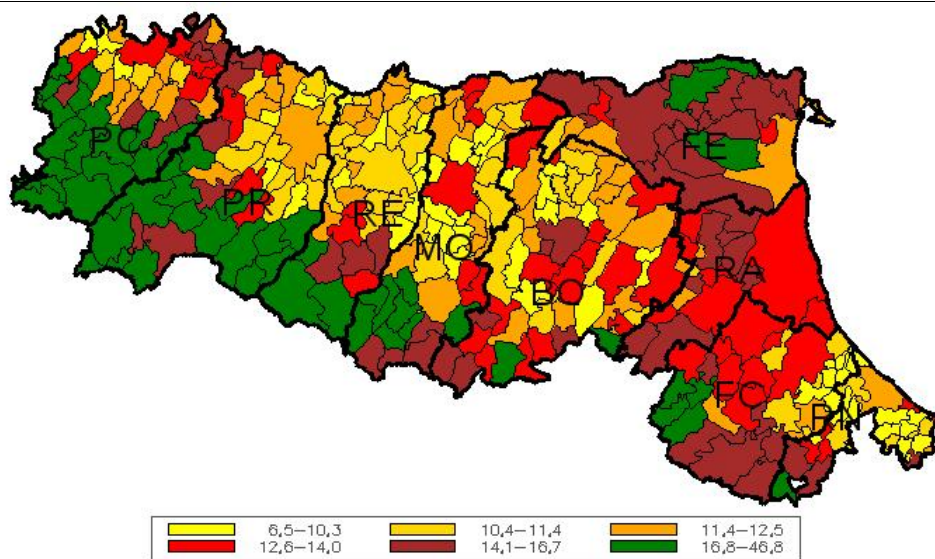 PC
FE
PR
RE
MO
RA
BO
FC
RN
6,5–10,3 10,4–11,4 11,4–12,5
12,6–14,0 14,1–16,7 16,8–46,8